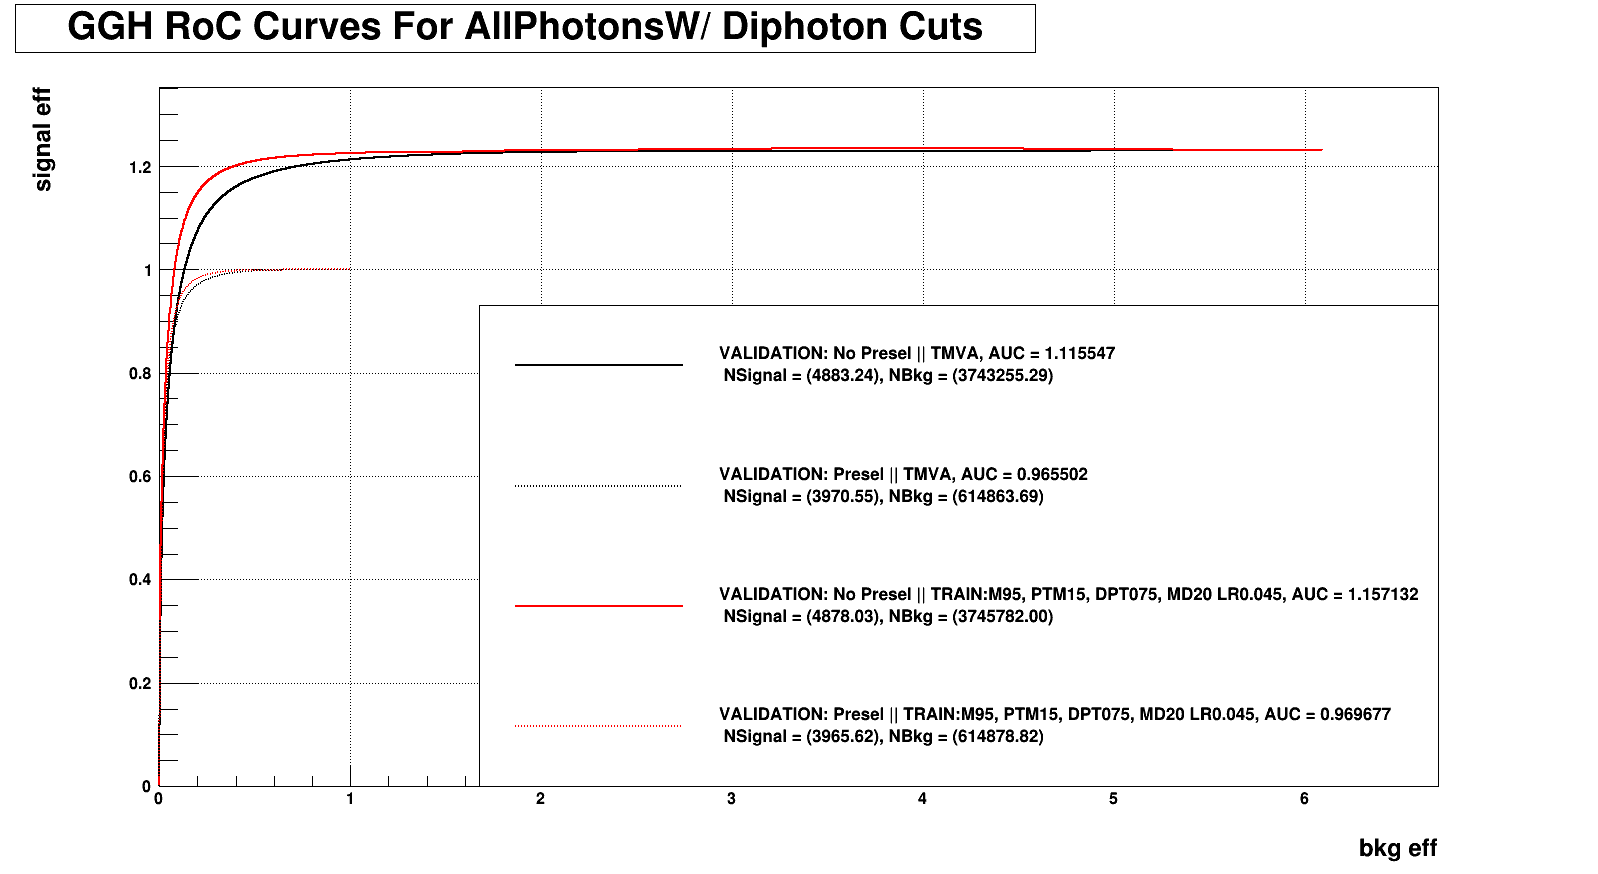 GGH RoC Curves For AllPhotonsW/ Diphoton Cuts
signal eff
1.2
1
0.8
0.6
0.4
0.2
0
VALIDATION: No Presel || TMVA, AUC = 1.115547
NSignal = (4883.24), NBkg = (3743255.29)
VALIDATION: Presel || TMVA, AUC = 0.965502
NSignal = (3970.55), NBkg = (614863.69)
VALIDATION: No Presel || TRAIN:M95, PTM15, DPT075, MD20 LR0.045, AUC = 1.157132
NSignal = (4878.03), NBkg = (3745782.00)
VALIDATION: Presel || TRAIN:M95, PTM15, DPT075, MD20 LR0.045, AUC = 0.969677
NSignal = (3965.62), NBkg = (614878.82)
0 1 2 3 4 5 6
bkg eff